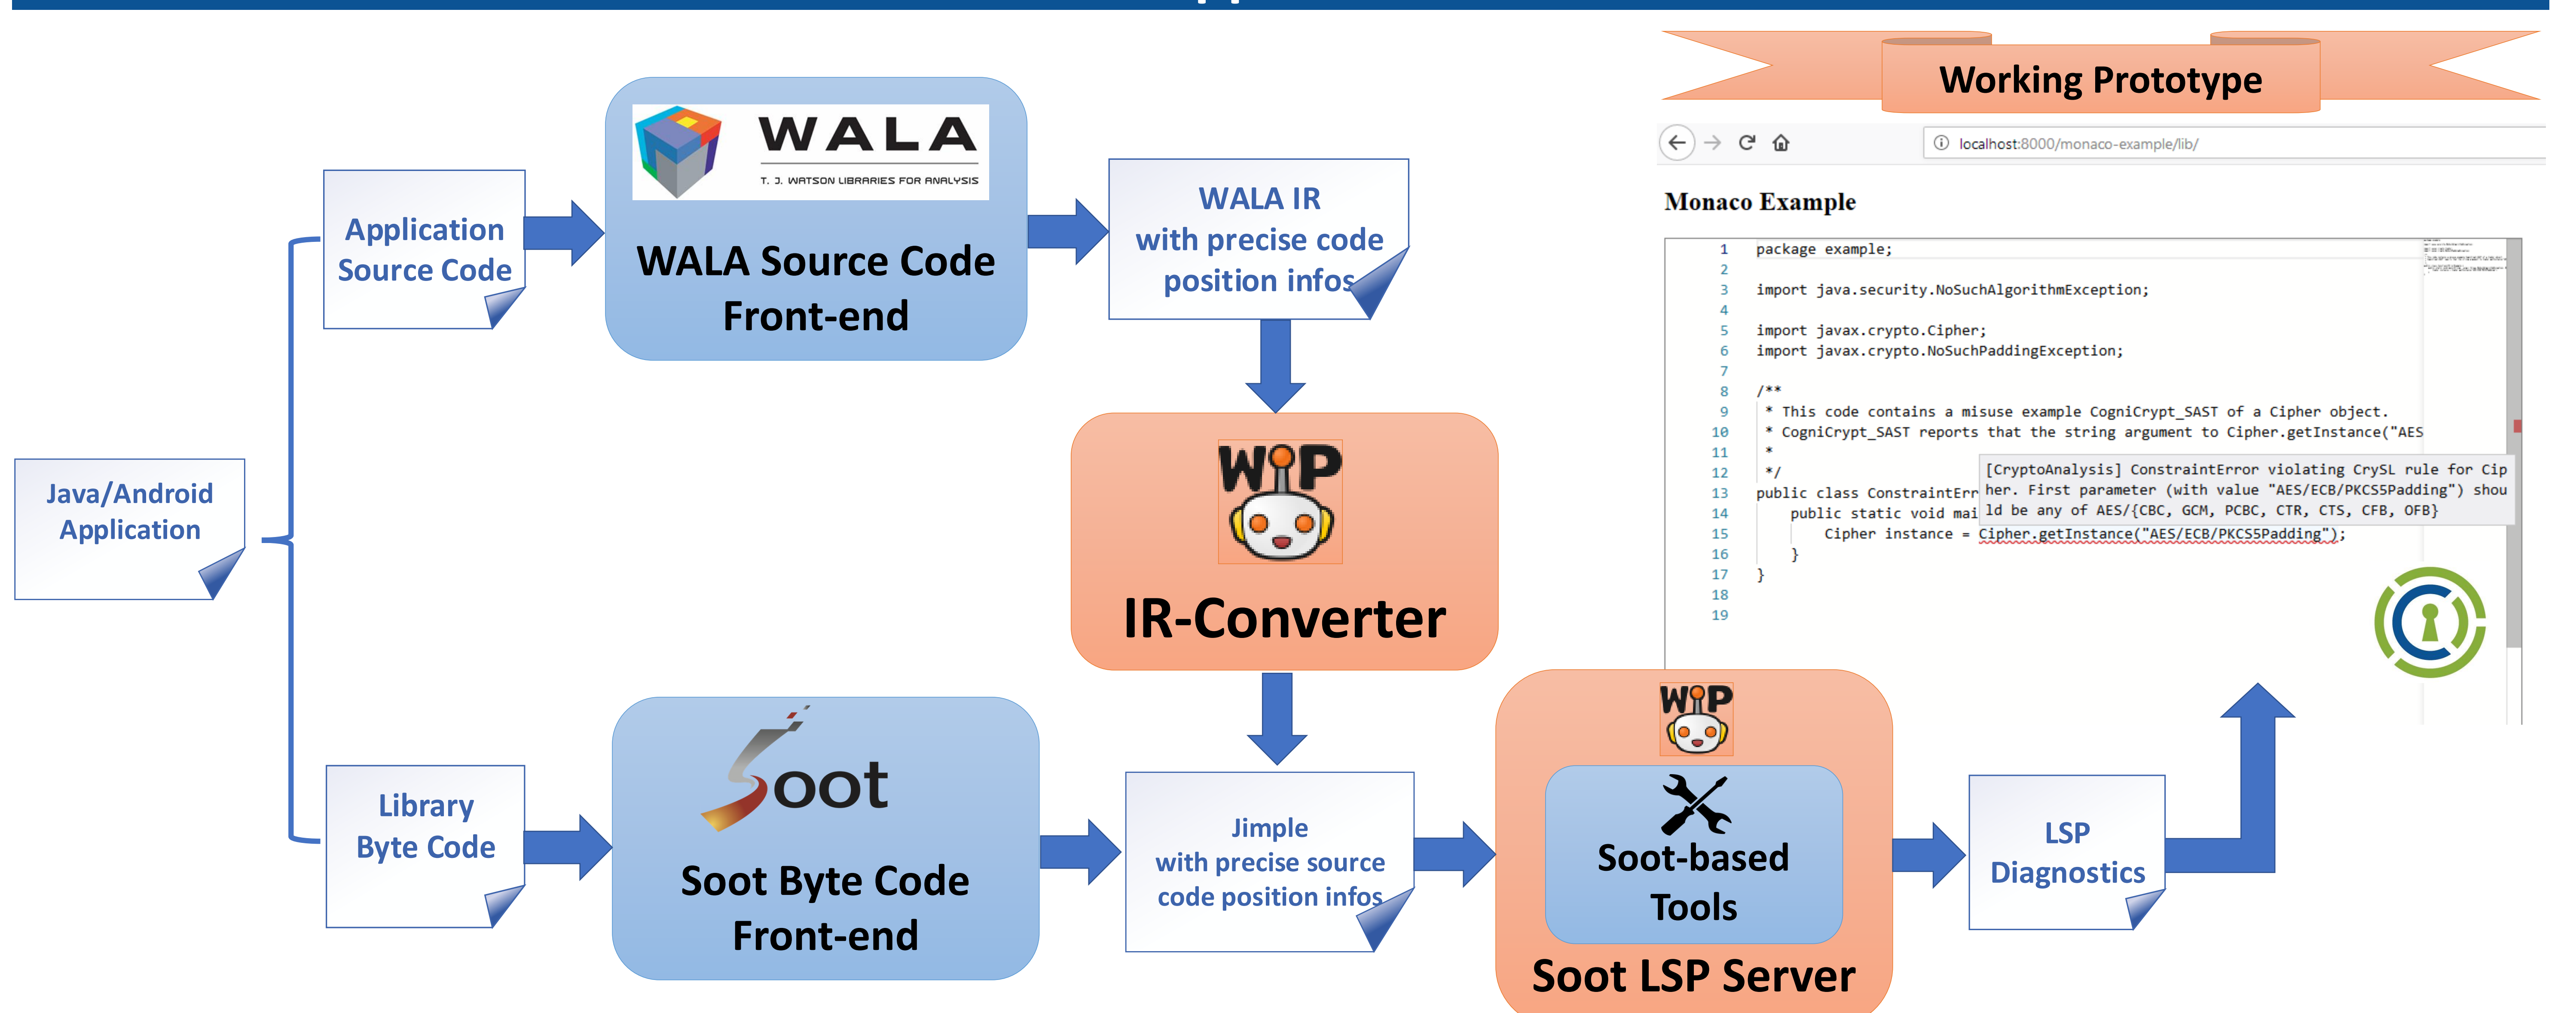 Working Prototype
WALA
T. J. WATSON LIBRARIES FOR ANALYSIS
WALA Source Code
Front-end
Application
Source Code
WALA IR
with precise code
position infos
Java/Android
Application
WiP
IR-Converter
Library
Byte Code
Soot
Soot Byte Code
Front-end
Jimple
with precise source
code position infos
WiP
Soot-based
Tools
Soot LSP Server
LSP
Diagnostics
localhost:8000/monaco-example/lib/
Monaco Example
1 package example;
2
3 import java.security.NoSuchAlgorithmException;
4
5 import javax.crypto.Cipher;
6 import javax.crypto.NoSuchPaddingException;
7
8 /**
9 * This code contains a misuse example CogniCrypt_SAST of a Cipher object.
10 * CogniCrypt_SAST reports that the string argument to Cipher.getInstance("AES
11 *
12 */
13 public class ConstraintErr
14 public static void mai
15 Cipher instance = Cipher.getInstance("AES/ECB/PKCS5Padding");
16 }
17 }
18
19
[CryptoAnalysis] ConstraintError violating CrySL rule for Cip
her. First parameter (with value "AES/ECB/PKCS5Padding") shou
ld be any of AES/{CBC, GCM, PCBC, CTR, CTS, CFB, OFB}